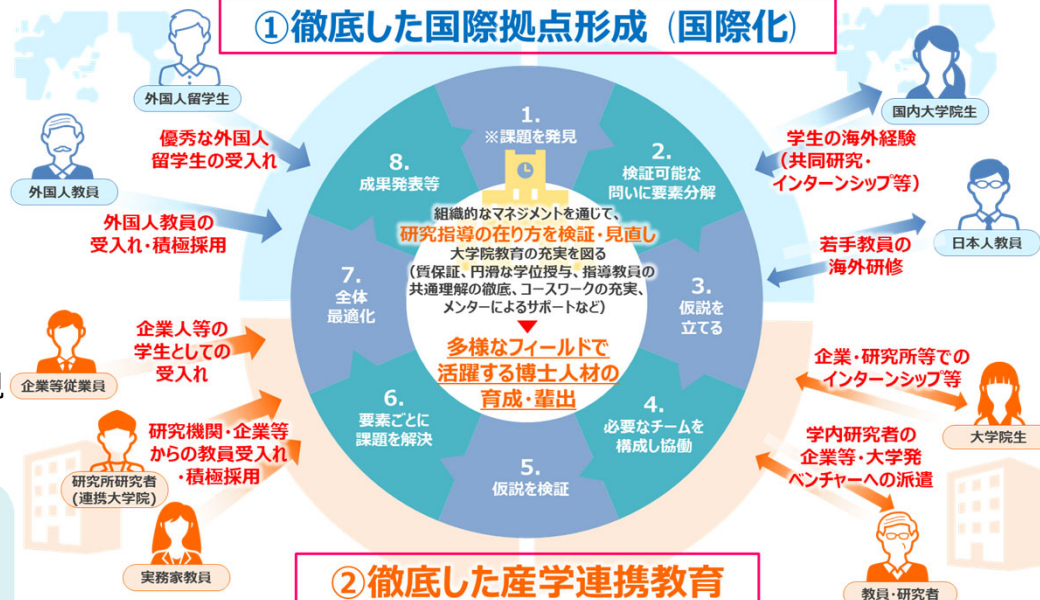 ①徹底した国際拠点形成（国際化）
外国人留学生
優秀な外国人
留学生の受入れ
外国人教員
外国人教員の
受入れ・積極採用
国内大学院生
学生の海外経験
（共同研究・
インターンシップ等）
日本人教員
若手教員の
海外研修
1.
※課題を発見
2.
検証可能な
問いに要素分解
3.
仮説を
立てる
4.
必要なチームを
構成し協働
5.
仮説を検証
6.
要素ごとに
課題を解決
7.
全体
最適化
8.
成果発表等
組織的なマネジメントを通じて、
研究指導の在り方を検証・見直し
大学院教育の充実を図る
（質保証、円滑な学位授与、指導教員の
共通理解の徹底、コースワークの充実、
メンターによるサポートなど）
多様なフィールドで
活躍する博士人材の
育成・輩出
企業人等の
学生としての
受入れ
企業等従業員
研究機関・企業等
からの教員受入れ
・積極採用
研究所研究者
(連携大学院)
実務家教員
企業・研究所等での
インターンシップ等
大学院生
学内研究者の
企業等・大学発
ベンチャーへの派遣
教員・研究者
②徹底した産学連携教育